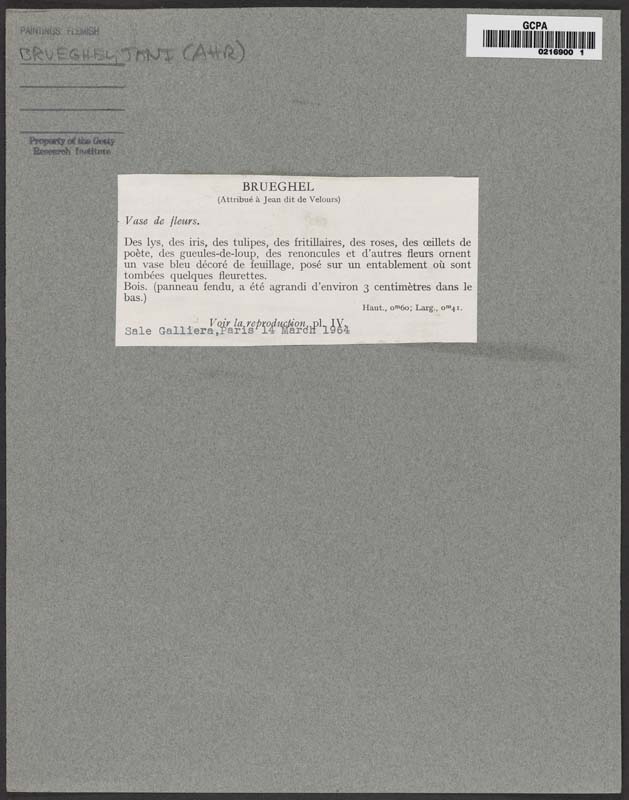 PAINTINGS FLEMISH
BRUEGHEL, JAN I (AttR)
GCPA
0216900 1
Property of the Getty
Research Institute
BRUEGHEL
(Attribué à Jean dit de Velours)
Vase de fleurs.
Des lys, des iris, des tulipes, des fritillaires, des roses, des œillets de
poète, des gueules-de-loup, des renoncules et d'autres fleurs ornent
un vase bleu décoré de feuillage, posé sur un entablement où sont
tombées quelques fleurettes.
Bois. (panneau fendu, a été agrandi d'environ 3 centimètres dans le
bas.)
Haut., 0m60; Larg., 0m41.
Voir la reproduction, pl. IV.
Sale Galliera, Paris 14 March 1964